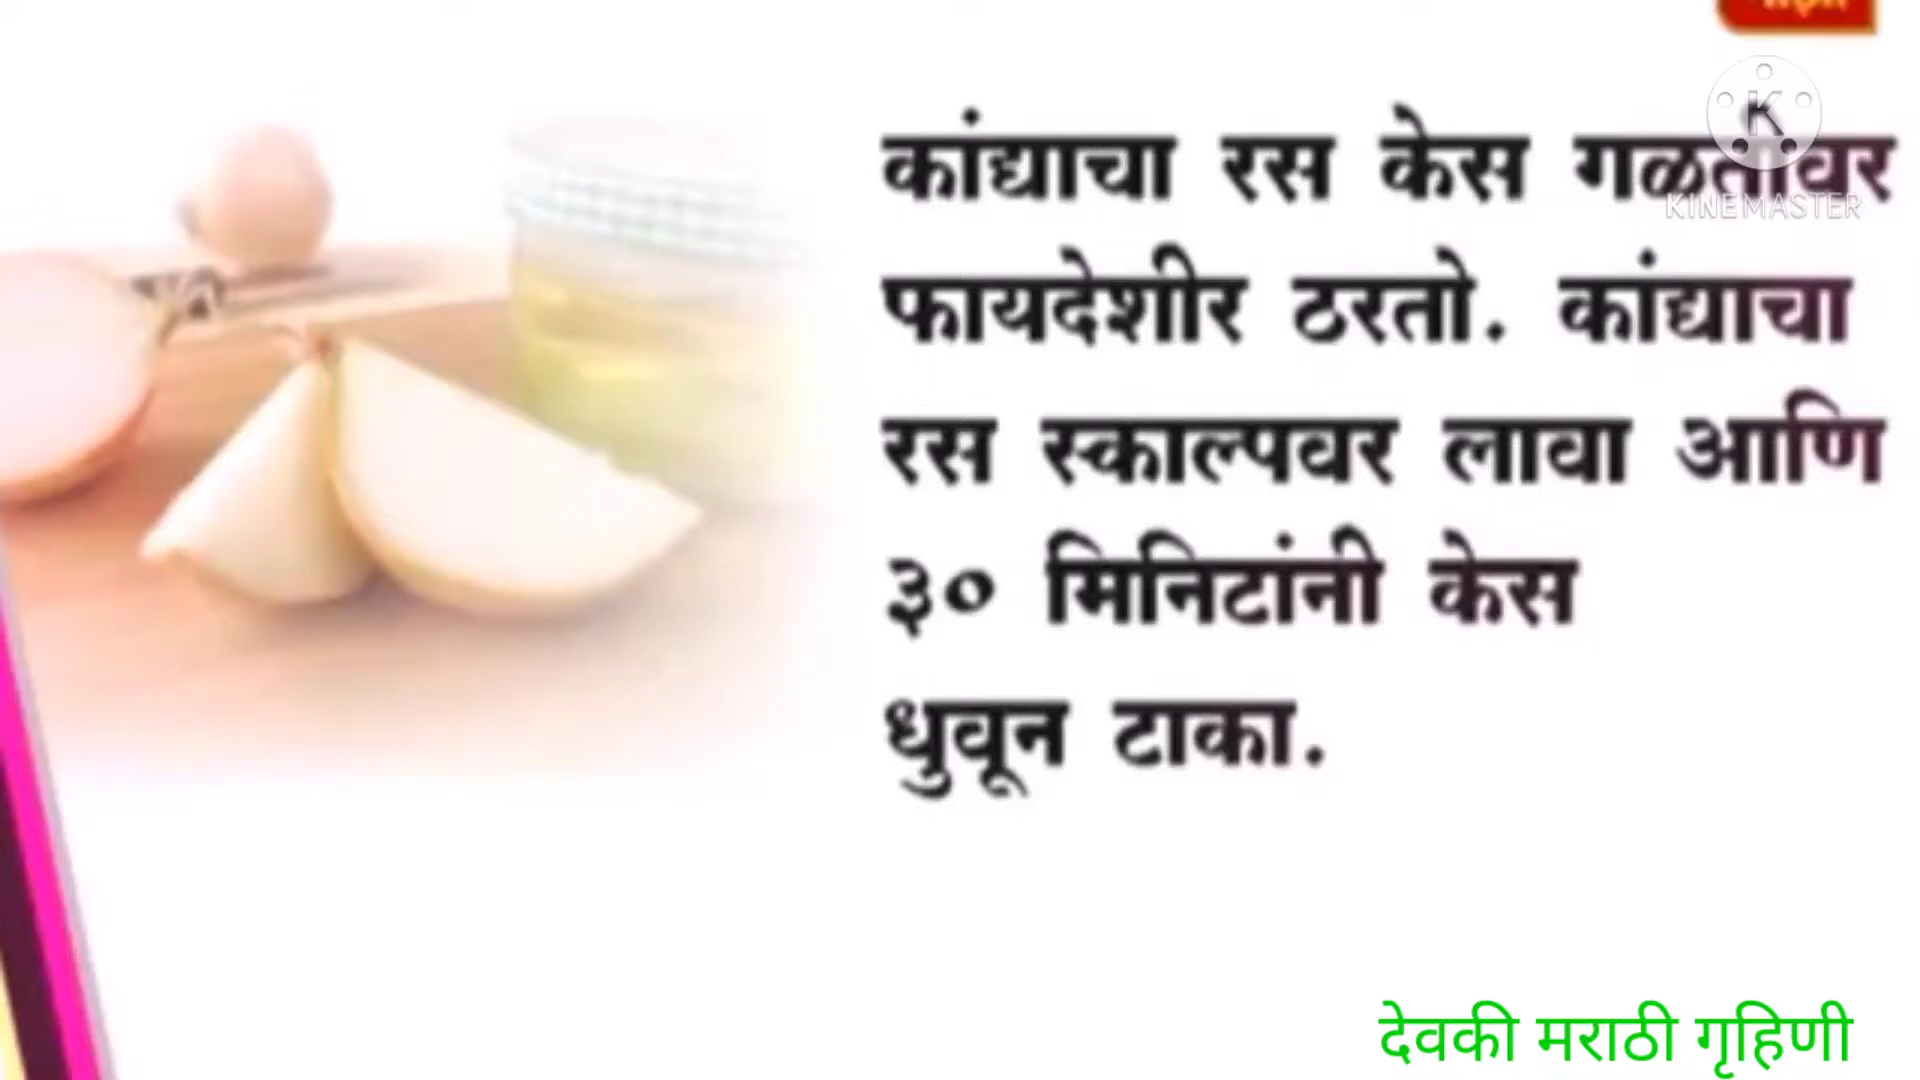 कांद्याचा रस केस गळतीवर
फायदेशीर ठरतो. कांद्याचा
रस स्काल्पवर लावा आणि
३० मिनिटांनी केस
धुवून टाका.
KINEMASTER
देवकी मराठी गृहिणी